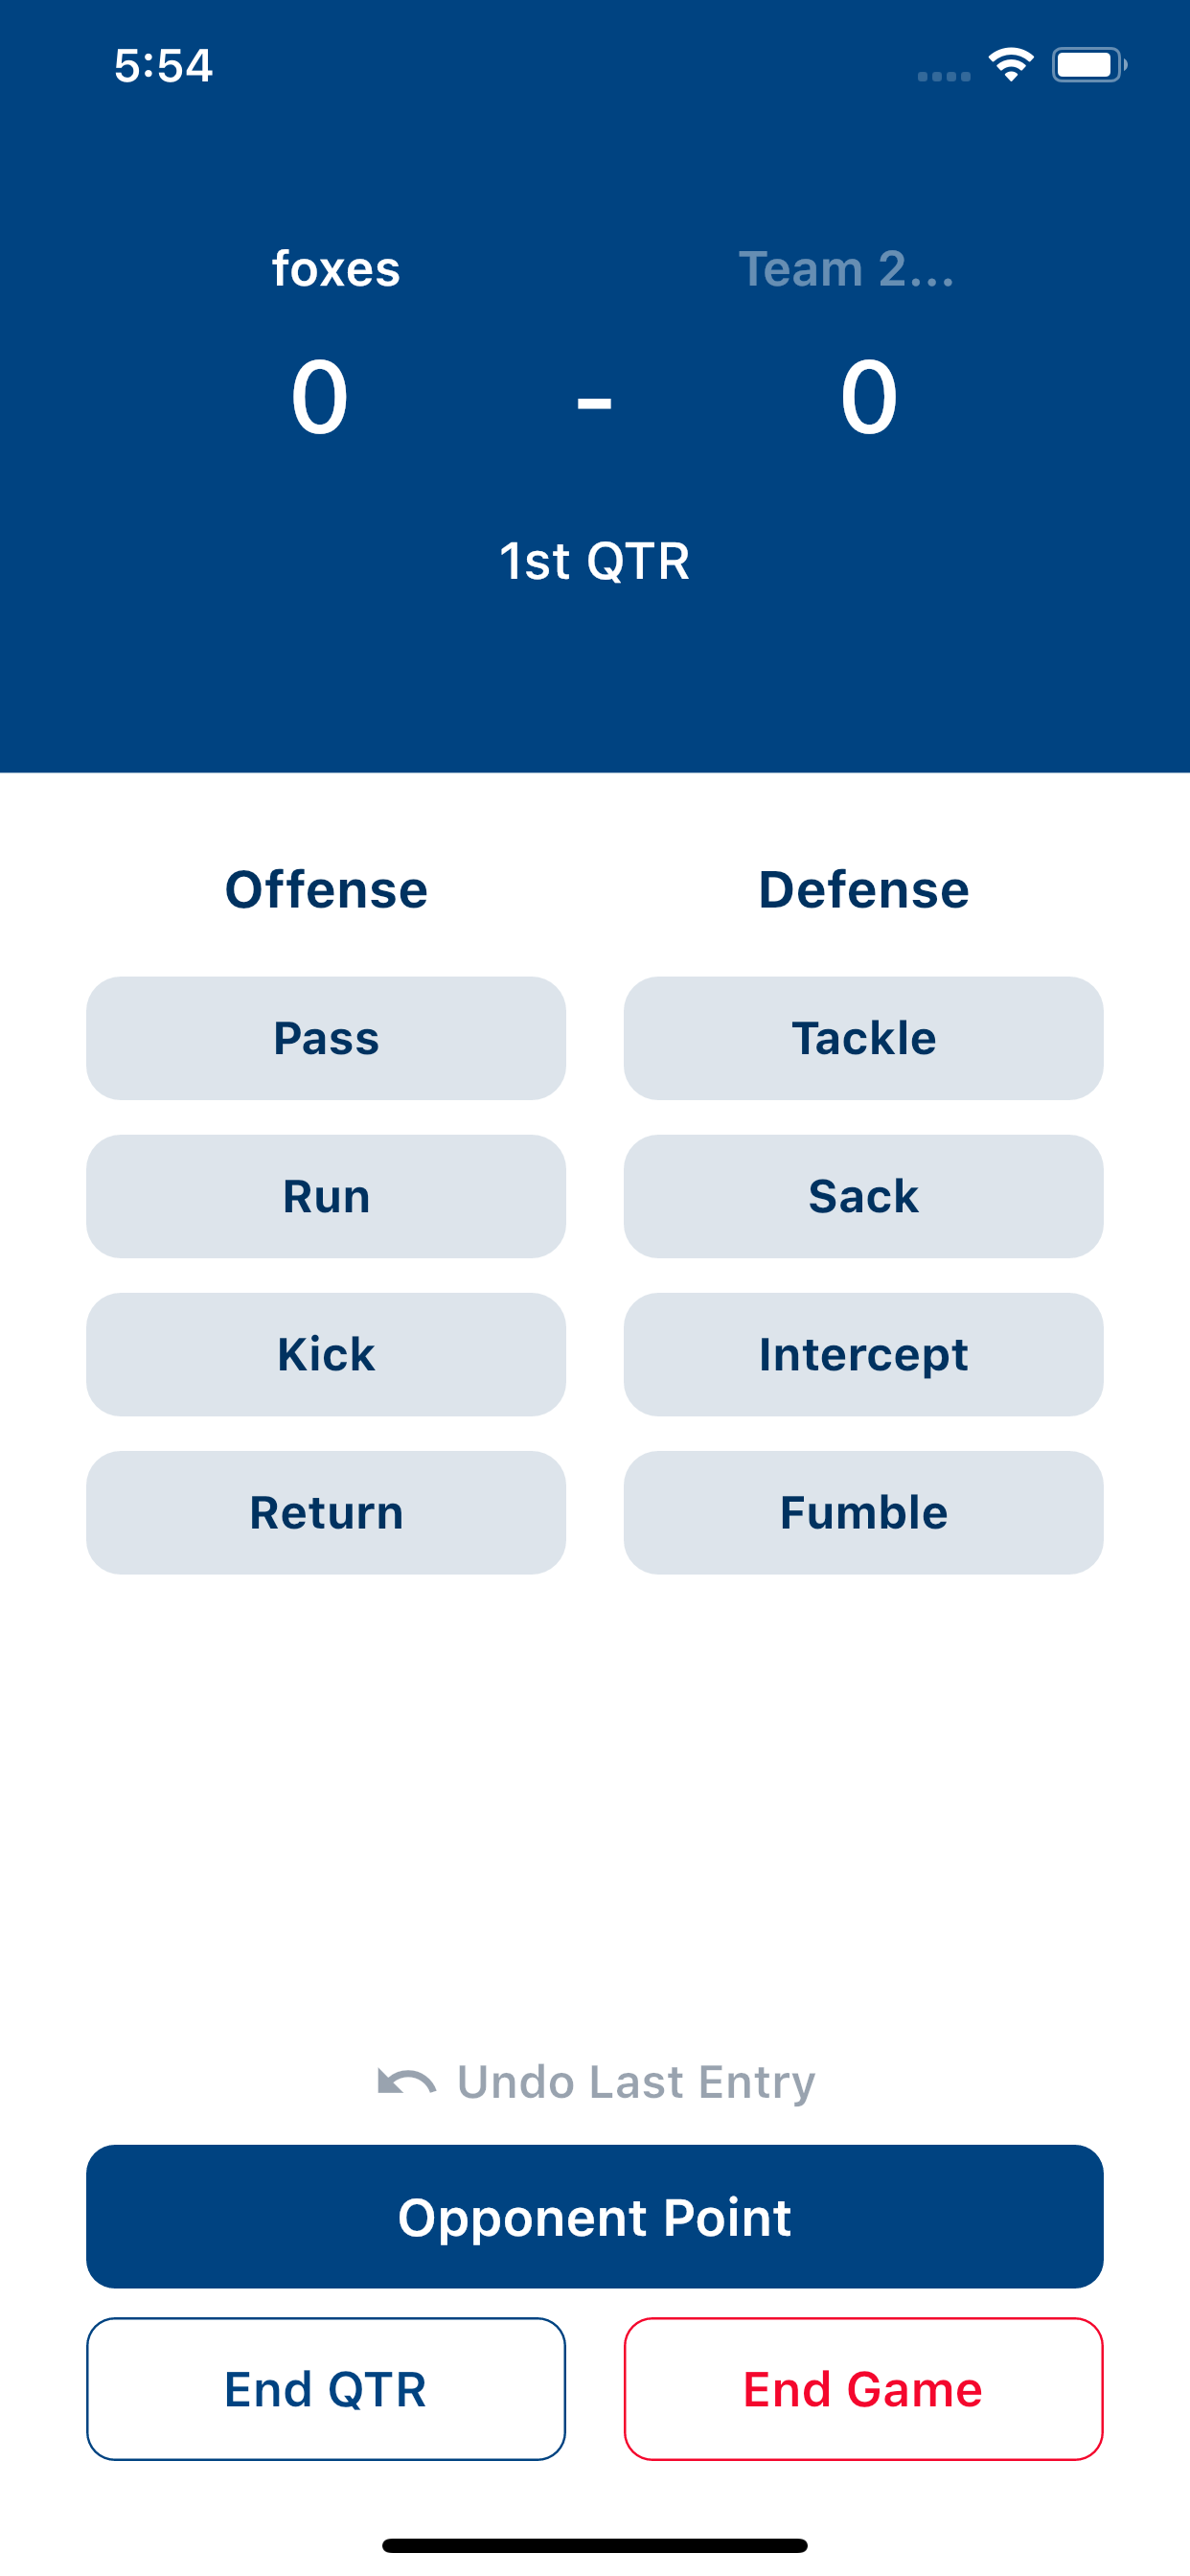 5:54
foxes Team 2...
0 - 0
1st QTR
Offense Defense
Pass Tackle
Run Sack
Kick Intercept
Return Fumble
Undo Last Entry
Opponent Point
End QTR End Game